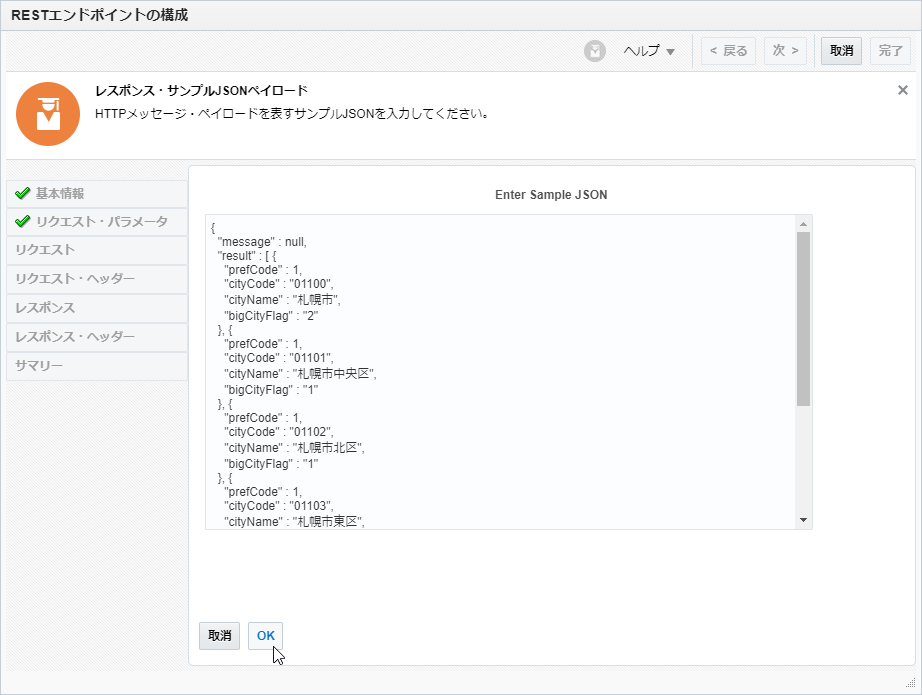 RESTエンドポイントの構成
ヘルプ
< 戻る
次 >
取消
完了
レスポンス・サンプルJSONペイロード
HTTPメッセージ・ペイロードを表すサンプルJSONを入力してください。
基本情報
リクエスト・パラメータ
リクエスト
リクエスト・ヘッダー
レスポンス
レスポンス・ヘッダー
サマリー
Enter Sample JSON
{
"message" : null,
"result" : [ {
"prefCode" : 1,
"cityCode" : "01100",
"cityName" : "札幌市",
"bigCityFlag" : "2"
}, {
"prefCode" : 1,
"cityCode" : "01101",
"cityName" : "札幌市中央区",
"bigCityFlag" : "1"
}, {
"prefCode" : 1,
"cityCode" : "01102",
"cityName" : "札幌市北区",
"bigCityFlag" : "1"
}, {
"prefCode" : 1,
"cityCode" : "01103",
"cityName" : "札幌市東区",
取消
OK